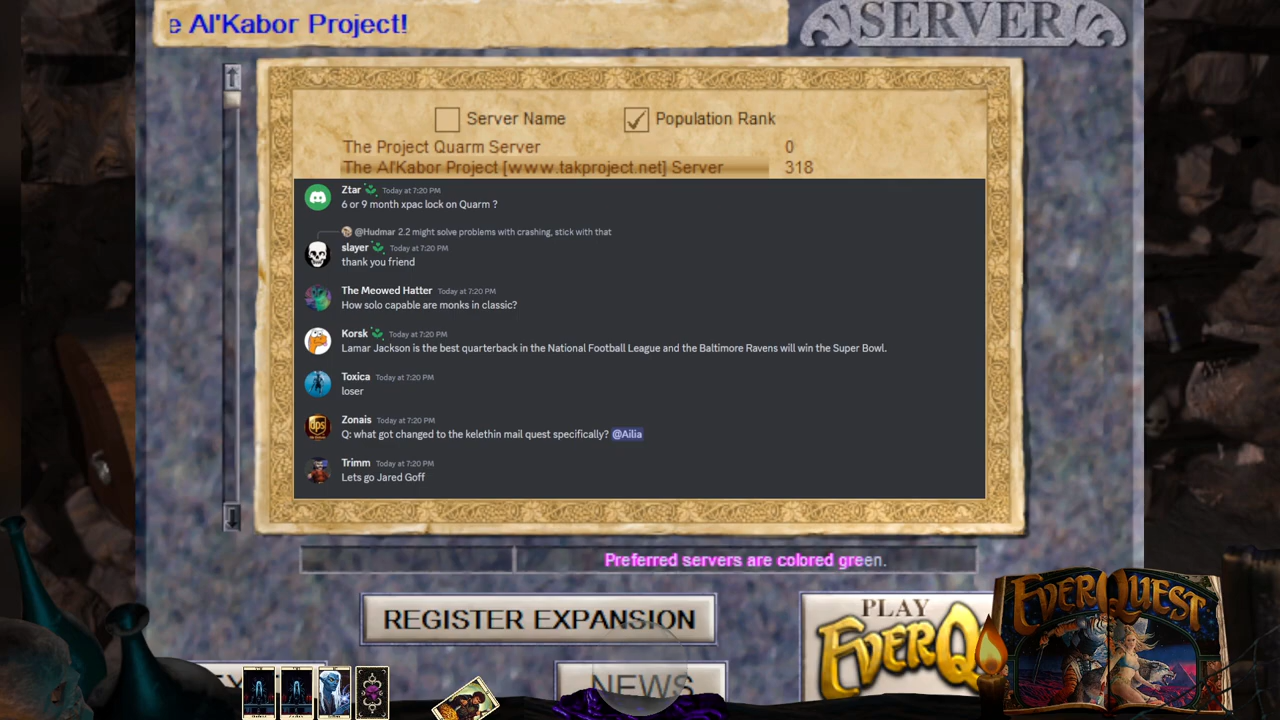 e Al'Kabor Project!
SERVER
Server Name
Population Rank
The Project Quarm Server 0
The Al'Kabor Project [www.takproject.net] Server 318
Ztar Today at 7:20 PM
6 or 9 month xpac lock on Quarm ?
@Hudmar 2.2 might solve problems with crashing, stick with that
slayer Today at 7:20 PM
thank you friend
The Meowed Hatter Today at 7:20 PM
How solo capable are monks in classic?
Korsk Today at 7:20 PM
Lamar Jackson is the best quarterback in the National Football League and the Baltimore Ravens will win the Super Bowl.
Toxica Today at 7:20 PM
loser
dps
Zonais Today at 7:20 PM
Q: what got changed to the kelethin mail quest specifically? @Ailia
Trimm Today at 7:20 PM
Lets go Jared Goff
Preferred servers are colored green.
REGISTER EXPANSION
PLAY
EVERQ
EVERQUEST
NEWS